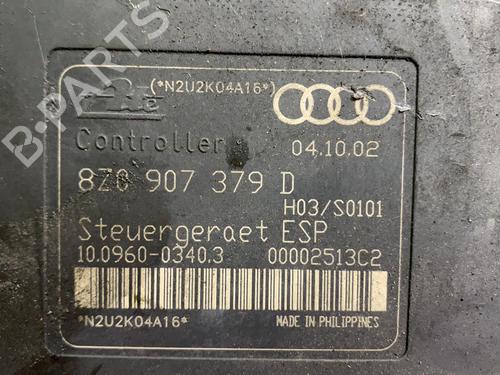 (*N2U2K04A16*)
Ate
Controller
04.10.02
8Z0 907 379 D
H03/S0101
Steuergeraet ESP
10.0960-0340.3
00002513C2
*N2U2K04A16*
MADE IN PHILIPPINES
B-PARTS